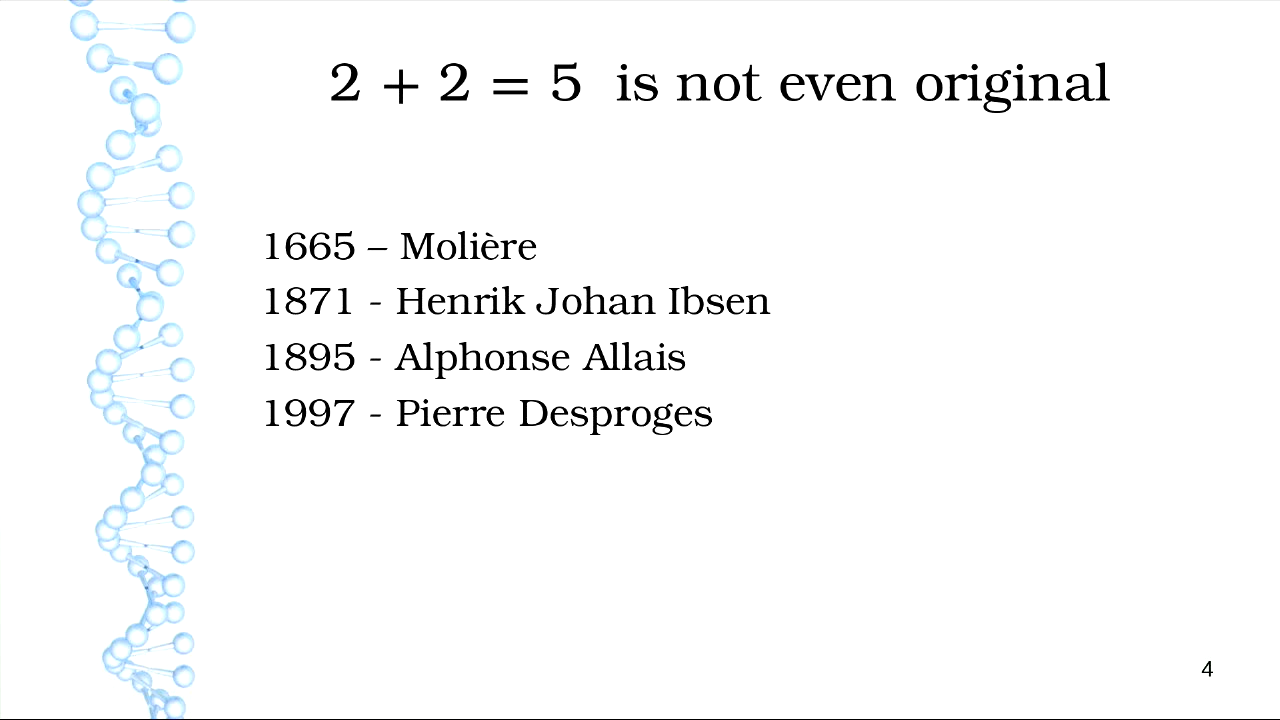 2 + 2 = 5 is not even original
1665 – Molière
1871 - Henrik Johan Ibsen
1895 - Alphonse Allais
1997 - Pierre Desproges
4